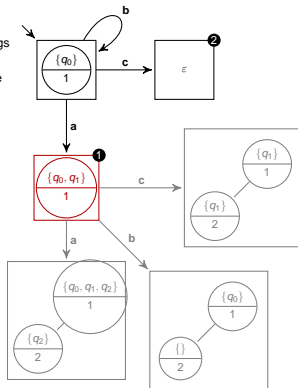 b
gs
{q₀}
1
c
ε
2
e
a
1
{q₀, q₁}
1
c
{q₁}
1
{q₁}
2
a
b
{q₀, q₁, q₂}
1
{q₂}
2
{q₀}
1
{}
2